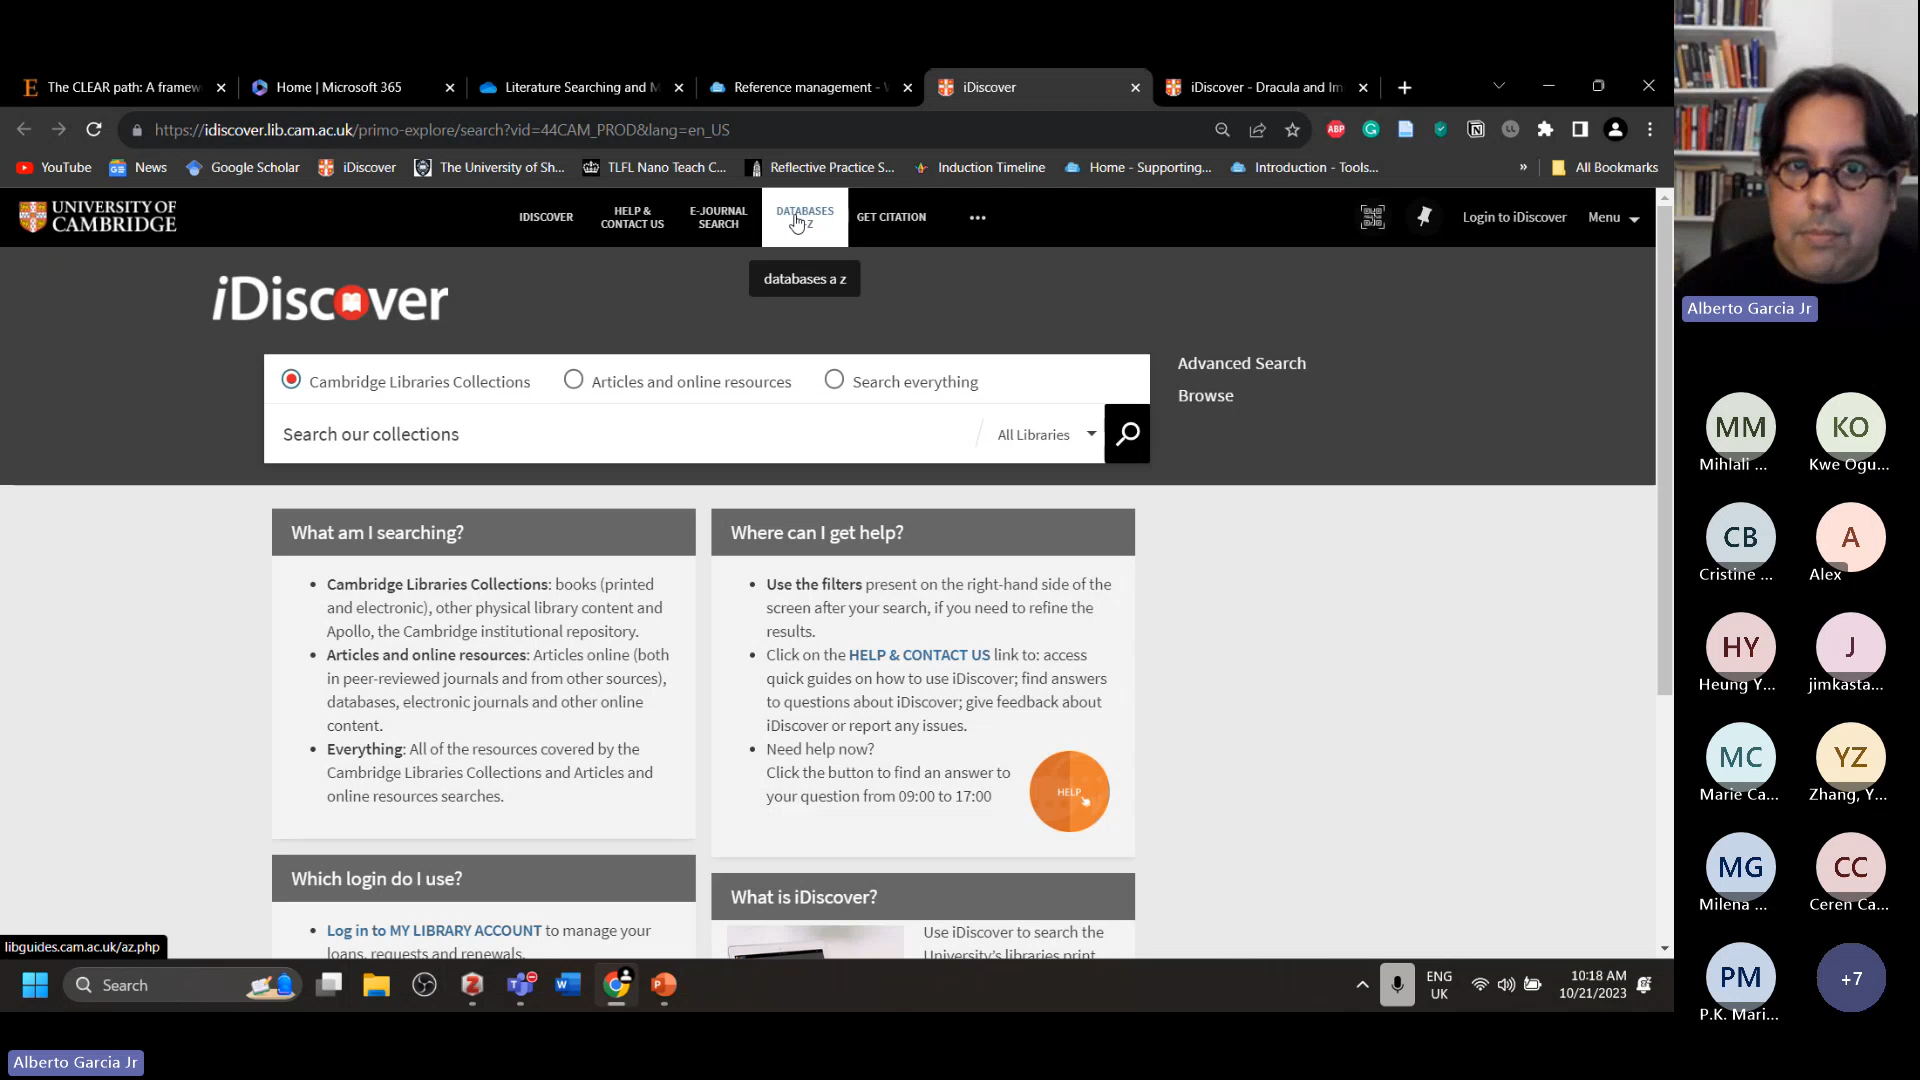 The CLEAR path: A framew
Home | Microsoft 365
Literature Searching and M
Reference management - V
iDiscover
iDiscover - Dracula and Im
https://idiscover.lib.cam.ac.uk/primo-explore/search?vid=44CAM_PROD&lang=en_US
ABP
YouTube
News
Google Scholar
iDiscover
The University of Sh...
TLFL Nano Teach C...
Reflective Practice S...
Induction Timeline
Home - Supporting...
Introduction - Tools...
»
All Bookmarks
UNIVERSITY OF
CAMBRIDGE
IDISCOVER
HELP &
CONTACT US
E-JOURNAL
SEARCH
DATABASES
Z
GET CITATION
Login to iDiscover
Menu
databases a z
iDiscover
Cambridge Libraries Collections
Articles and online resources
Search everything
Search our collections
All Libraries
Advanced Search
Browse
What am I searching?
• Cambridge Libraries Collections: books (printed
and electronic), other physical library content and
Apollo, the Cambridge institutional repository.
• Articles and online resources: Articles online (both
in peer-reviewed journals and from other sources),
databases, electronic journals and other online
content.
• Everything: All of the resources covered by the
Cambridge Libraries Collections and Articles and
online resources searches.
Where can I get help?
• Use the filters present on the right-hand side of the
screen after your search, if you need to refine the
results.
• Click on the HELP & CONTACT US link to: access
quick guides on how to use iDiscover; find answers
to questions about iDiscover; give feedback about
iDiscover or report any issues.
• Need help now?
Click the button to find an answer to
your question from 09:00 to 17:00
HELP
Which login do I use?
• Log in to MY LIBRARY ACCOUNT to manage your
loans, requests and renewals.
What is iDiscover?
Use iDiscover to search the
University's libraries print
libguides.cam.ac.uk/az.php
Search
ENG
UK
10:18 AM
10/21/2023
Alberto Garcia Jr
MM
Mihlali ...
KO
Kwe Ogu...
CB
Cristine ...
A
Alex
HY
Heung Y...
J
jimkasta...
MC
Marie Ca...
YZ
Zhang, Y...
MG
Milena ...
CC
Ceren Ca...
PM
P.K. Mari...
+7
Alberto Garcia Jr